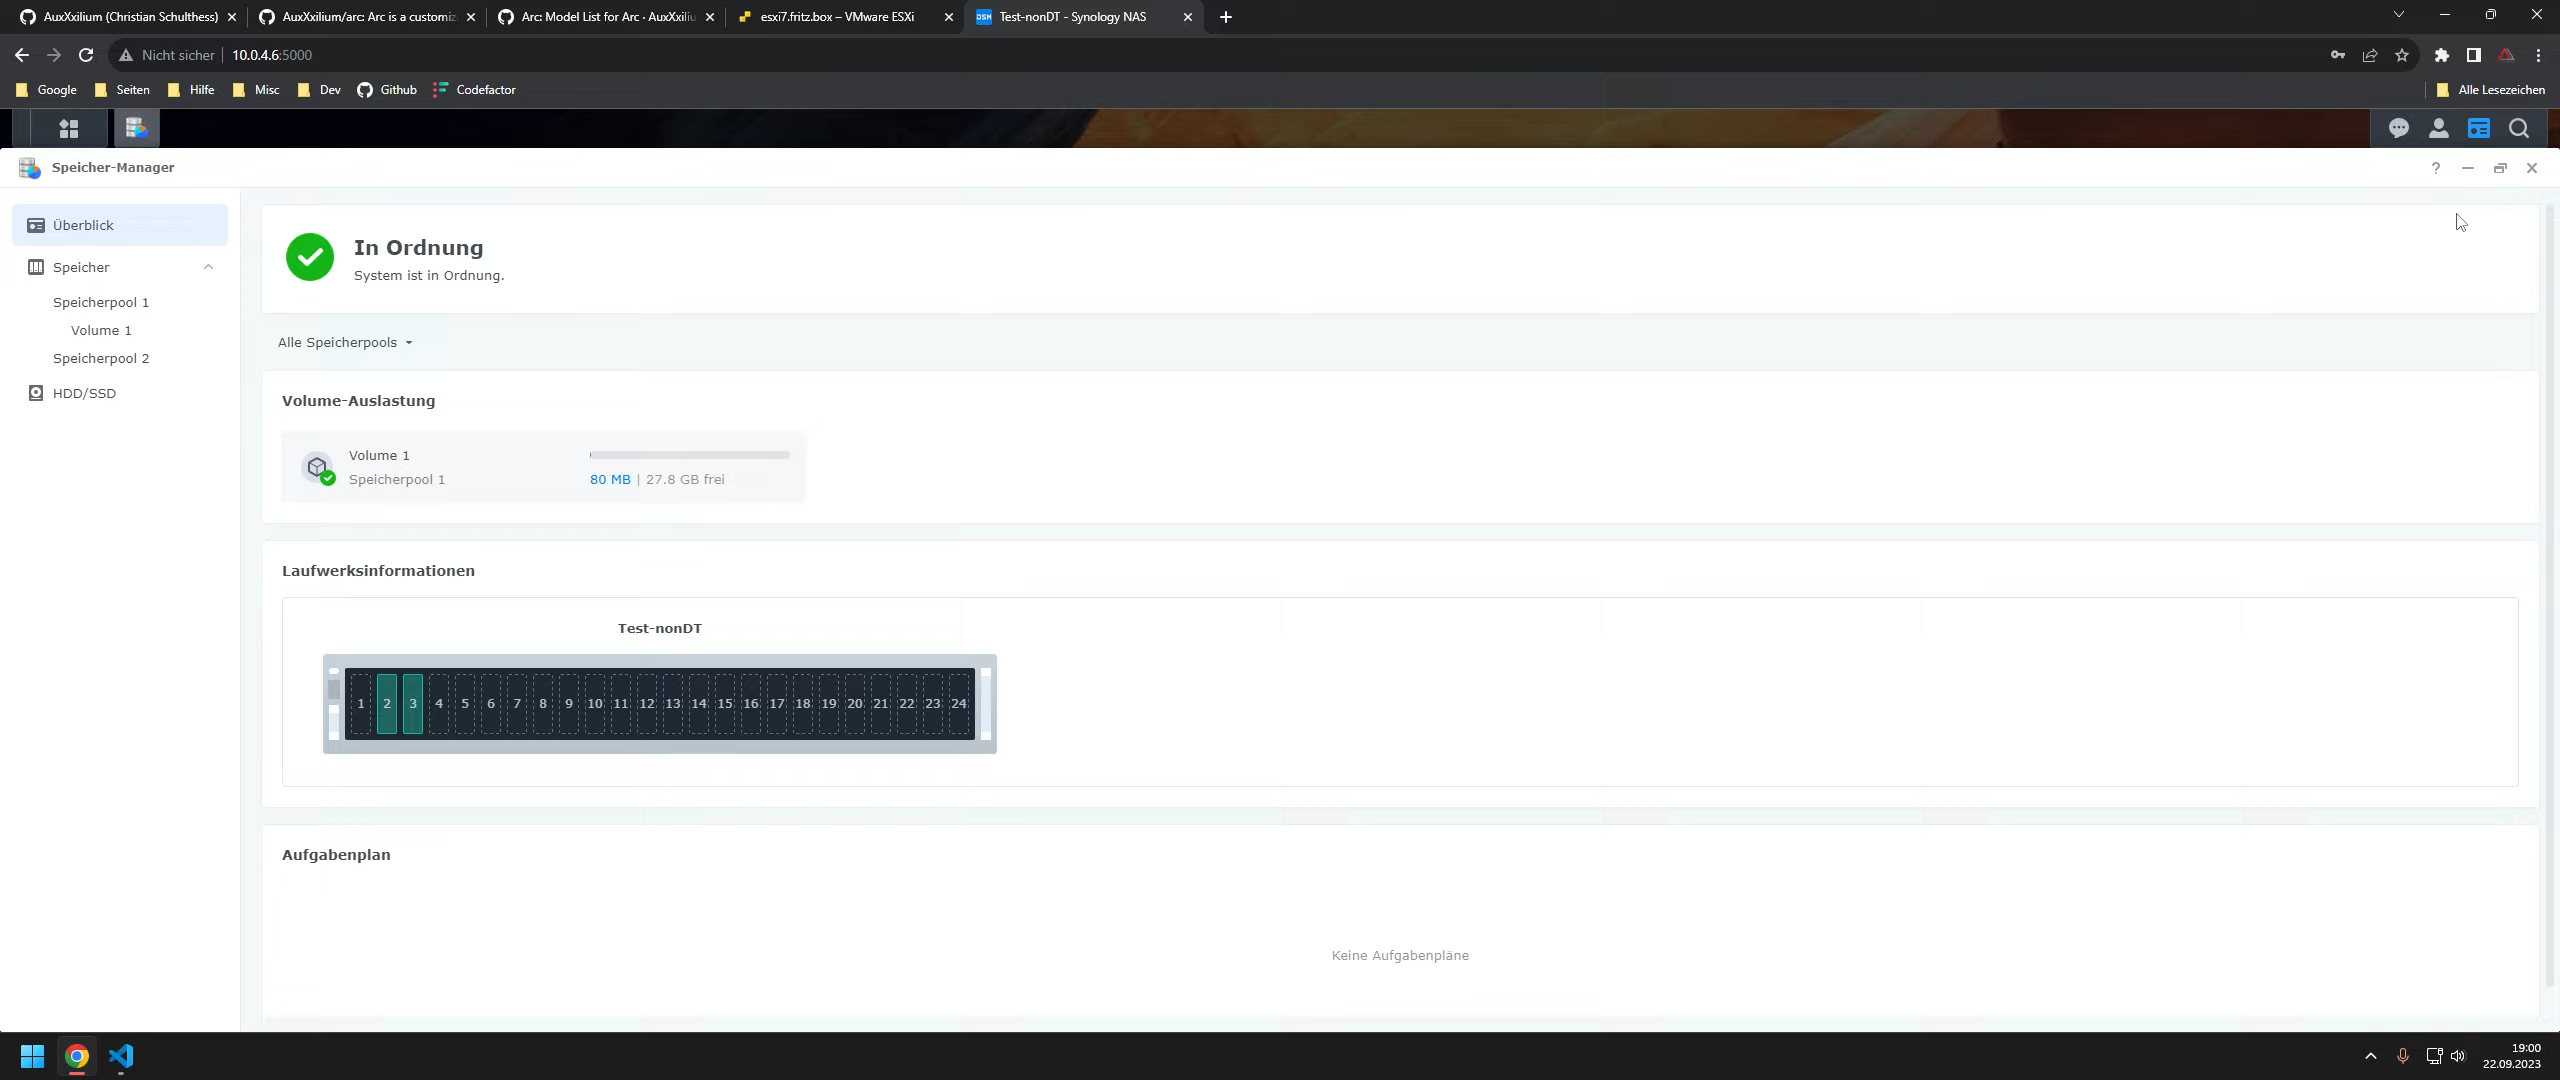 AuxXxilium (Christian Schulthess)
AuxXxilium/arc: Arc is a customiz
Arc: Model List for Arc · AuxXxiliu
esxi7.fritz.box – VMware ESXi
DSM Test-nonDT - Synology NAS
Nicht sicher 10.0.4.6:5000
Google Seiten Hilfe Misc Dev Github Codefactor Alle Lesezeichen
Speicher-Manager ?
Überblick
Speicher
Speicherpool 1
Volume 1
Speicherpool 2
HDD/SSD
In Ordnung
System ist in Ordnung.
Alle Speicherpools
Volume-Auslastung
Volume 1
Speicherpool 1
80 MB | 27.8 GB frei
Laufwerksinformationen
Test-nonDT
1 2 3 4 5 6 7 8 9 10 11 12 13 14 15 16 17 18 19 20 21 22 23 24
Aufgabenplan
Keine Aufgabenpläne
19:00
22.09.2023